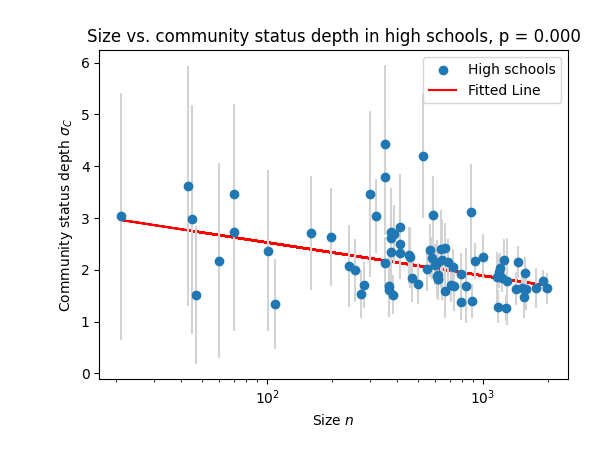 Size vs. community status depth in high schools, p = 0.000
High schools
Fitted Line
Community status depth σ_C
6
5
4
3
2
1
0
10²
10³
Size n